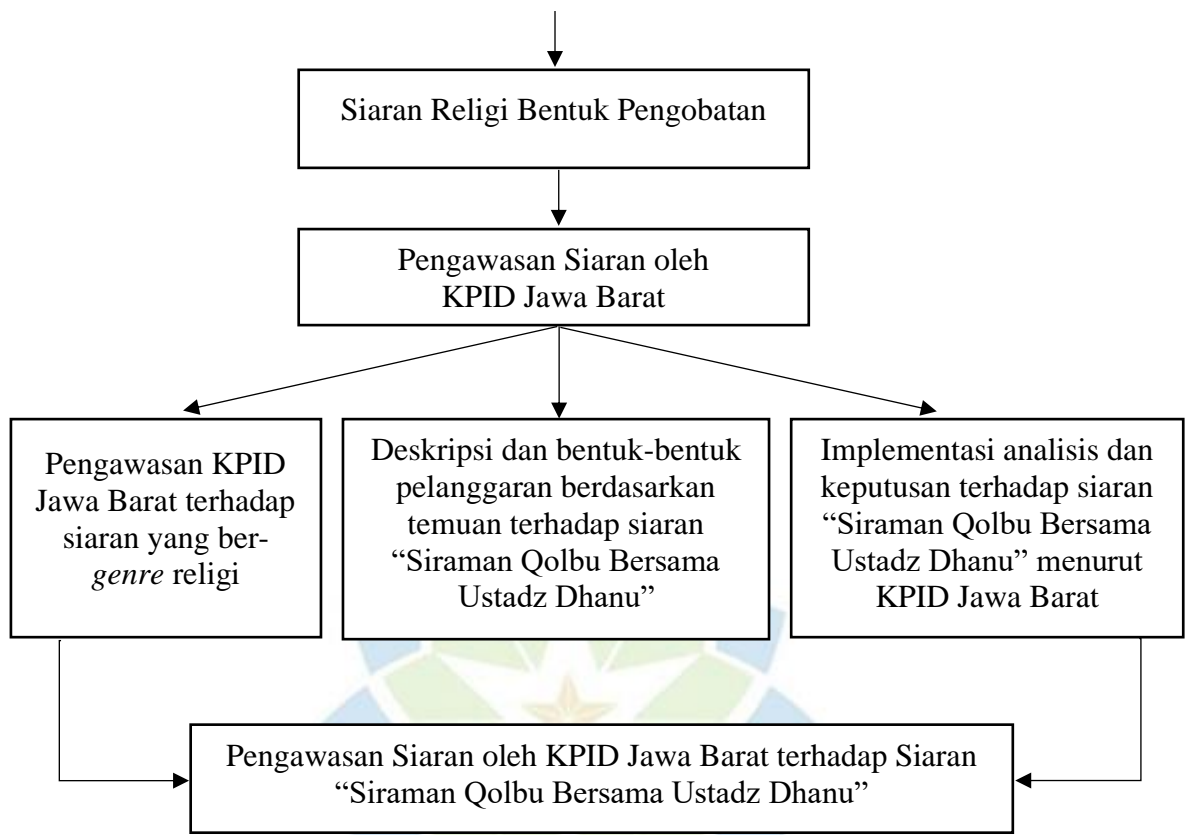 Siaran Religi Bentuk Pengobatan
Pengawasan Siaran oleh
KPID Jawa Barat
Pengawasan KPID
Jawa Barat terhadap
siaran yang ber-
genre religi
Deskripsi dan bentuk-bentuk
pelanggaran berdasarkan
temuan terhadap siaran
“Siraman Qolbu Bersama
Ustadz Dhanu”
Implementasi analisis dan
keputusan terhadap siaran
“Siraman Qolbu Bersama
Ustadz Dhanu” menurut
KPID Jawa Barat
Pengawasan Siaran oleh KPID Jawa Barat terhadap Siaran
“Siraman Qolbu Bersama Ustadz Dhanu”